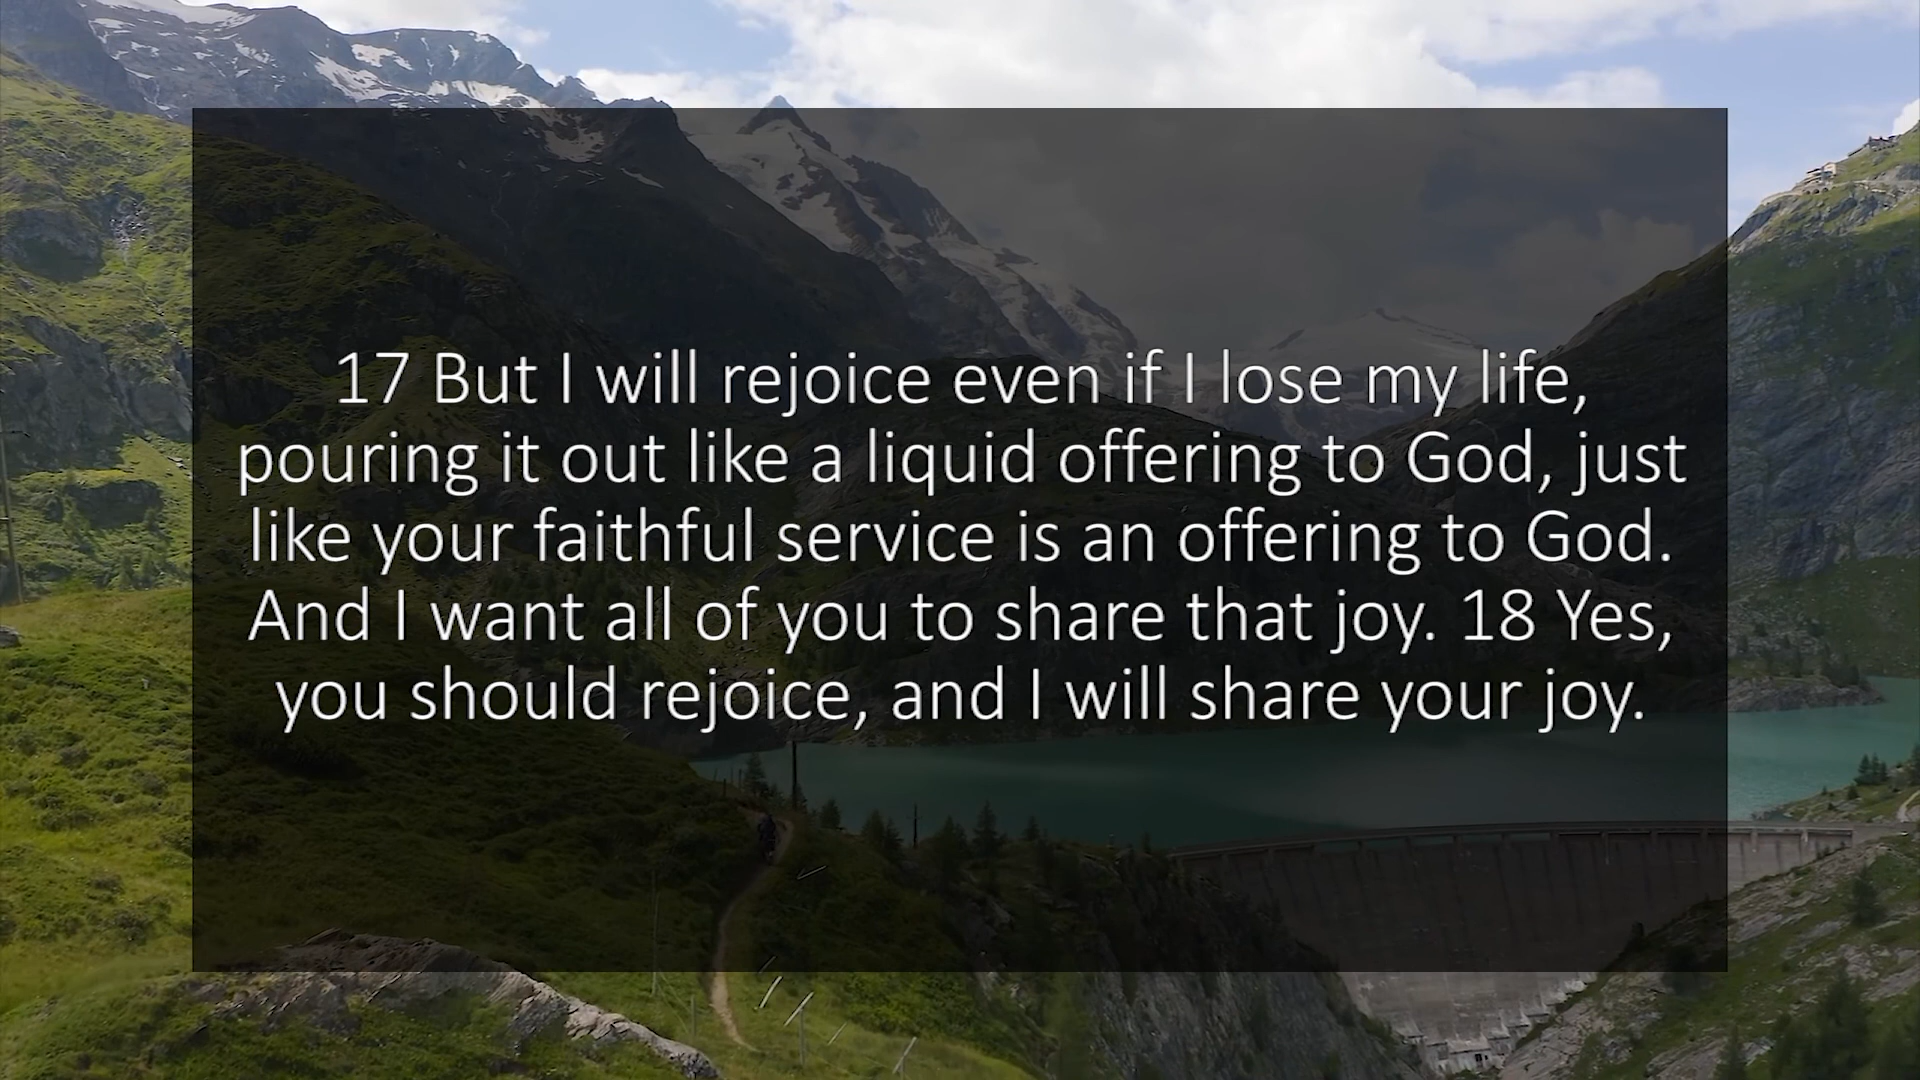 17 But I will rejoice even if I lose my life,
pouring it out like a liquid offering to God, just
like your faithful service is an offering to God.
And I want all of you to share that joy. 18 Yes,
you should rejoice, and I will share your joy.